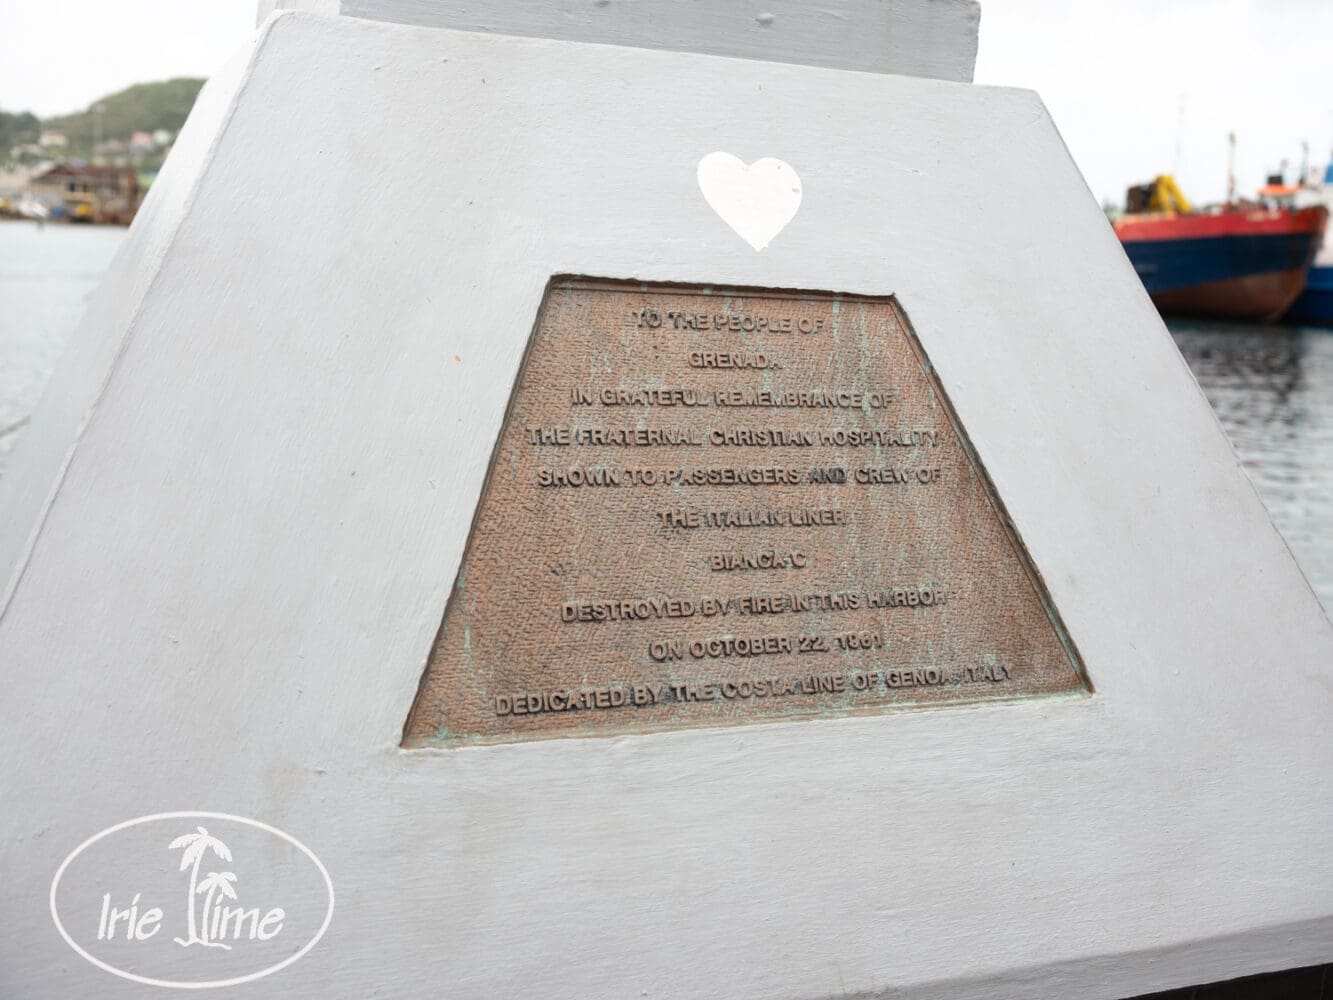 TO THE PEOPLE OF
GRENADA
IN GRATEFUL REMEMBRANCE OF
THE FRATERNAL CHRISTIAN HOSPITALITY
SHOWN TO PASSENGERS AND CREW OF
THE ITALIAN LINER
BIANCA C
DESTROYED BY FIRE IN THIS HARBOR
ON OCTOBER 22, 1961
DEDICATED BY THE COSTA LINE OF GENOA ITALY
Irie Time